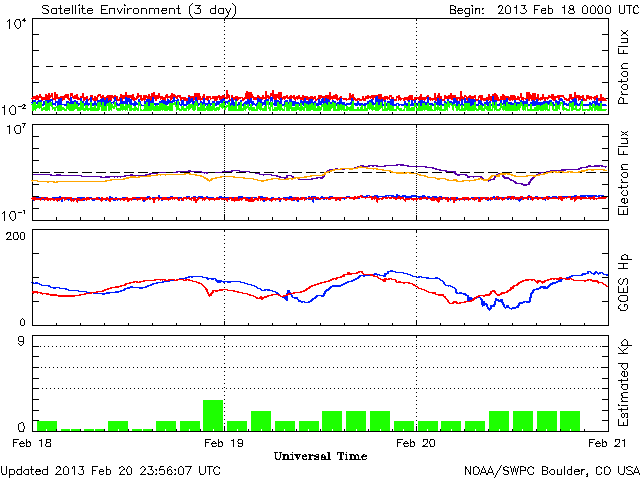 Satellite Environment (3 day)
Begin: 2013 Feb 18 0000 UTC
10^4
10^-2
Proton Flux
10^7
10^-1
Electron Flux
200
0
GOES Hp
9
0
Estimated Kp
Feb 18 Feb 19 Feb 20 Feb 21
Universal Time
Updated 2013 Feb 20 23:56:07 UTC
NOAA/SWPC Boulder, CO USA